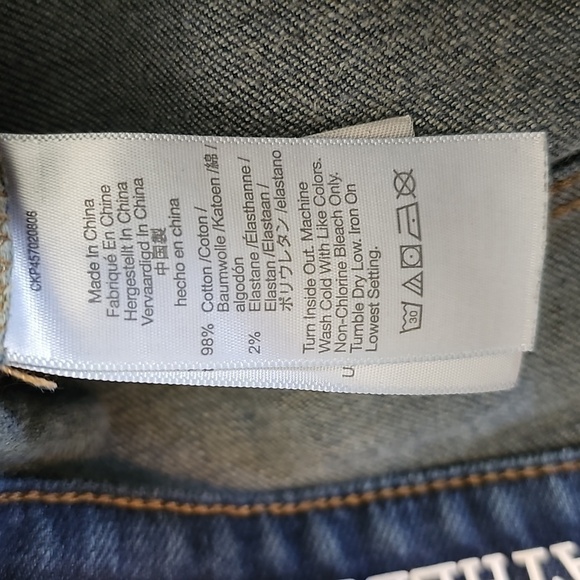 CKP457020806
Made In China
Fabriqué En Chine
Hergestellt In China
Vervaardigd In China
中国製
hecho en china
98% Cotton /Coton /
Baumwolle /Katoen /綿 /
algodón
2% Elastane /Élasthanne /
Elastan /Elastaan /
ポリウレタン /elastano
Turn Inside Out. Machine
Wash Cold With Like Colors.
Non-Chlorine Bleach Only.
Tumble Dry Low. Iron On
Lowest Setting.
30